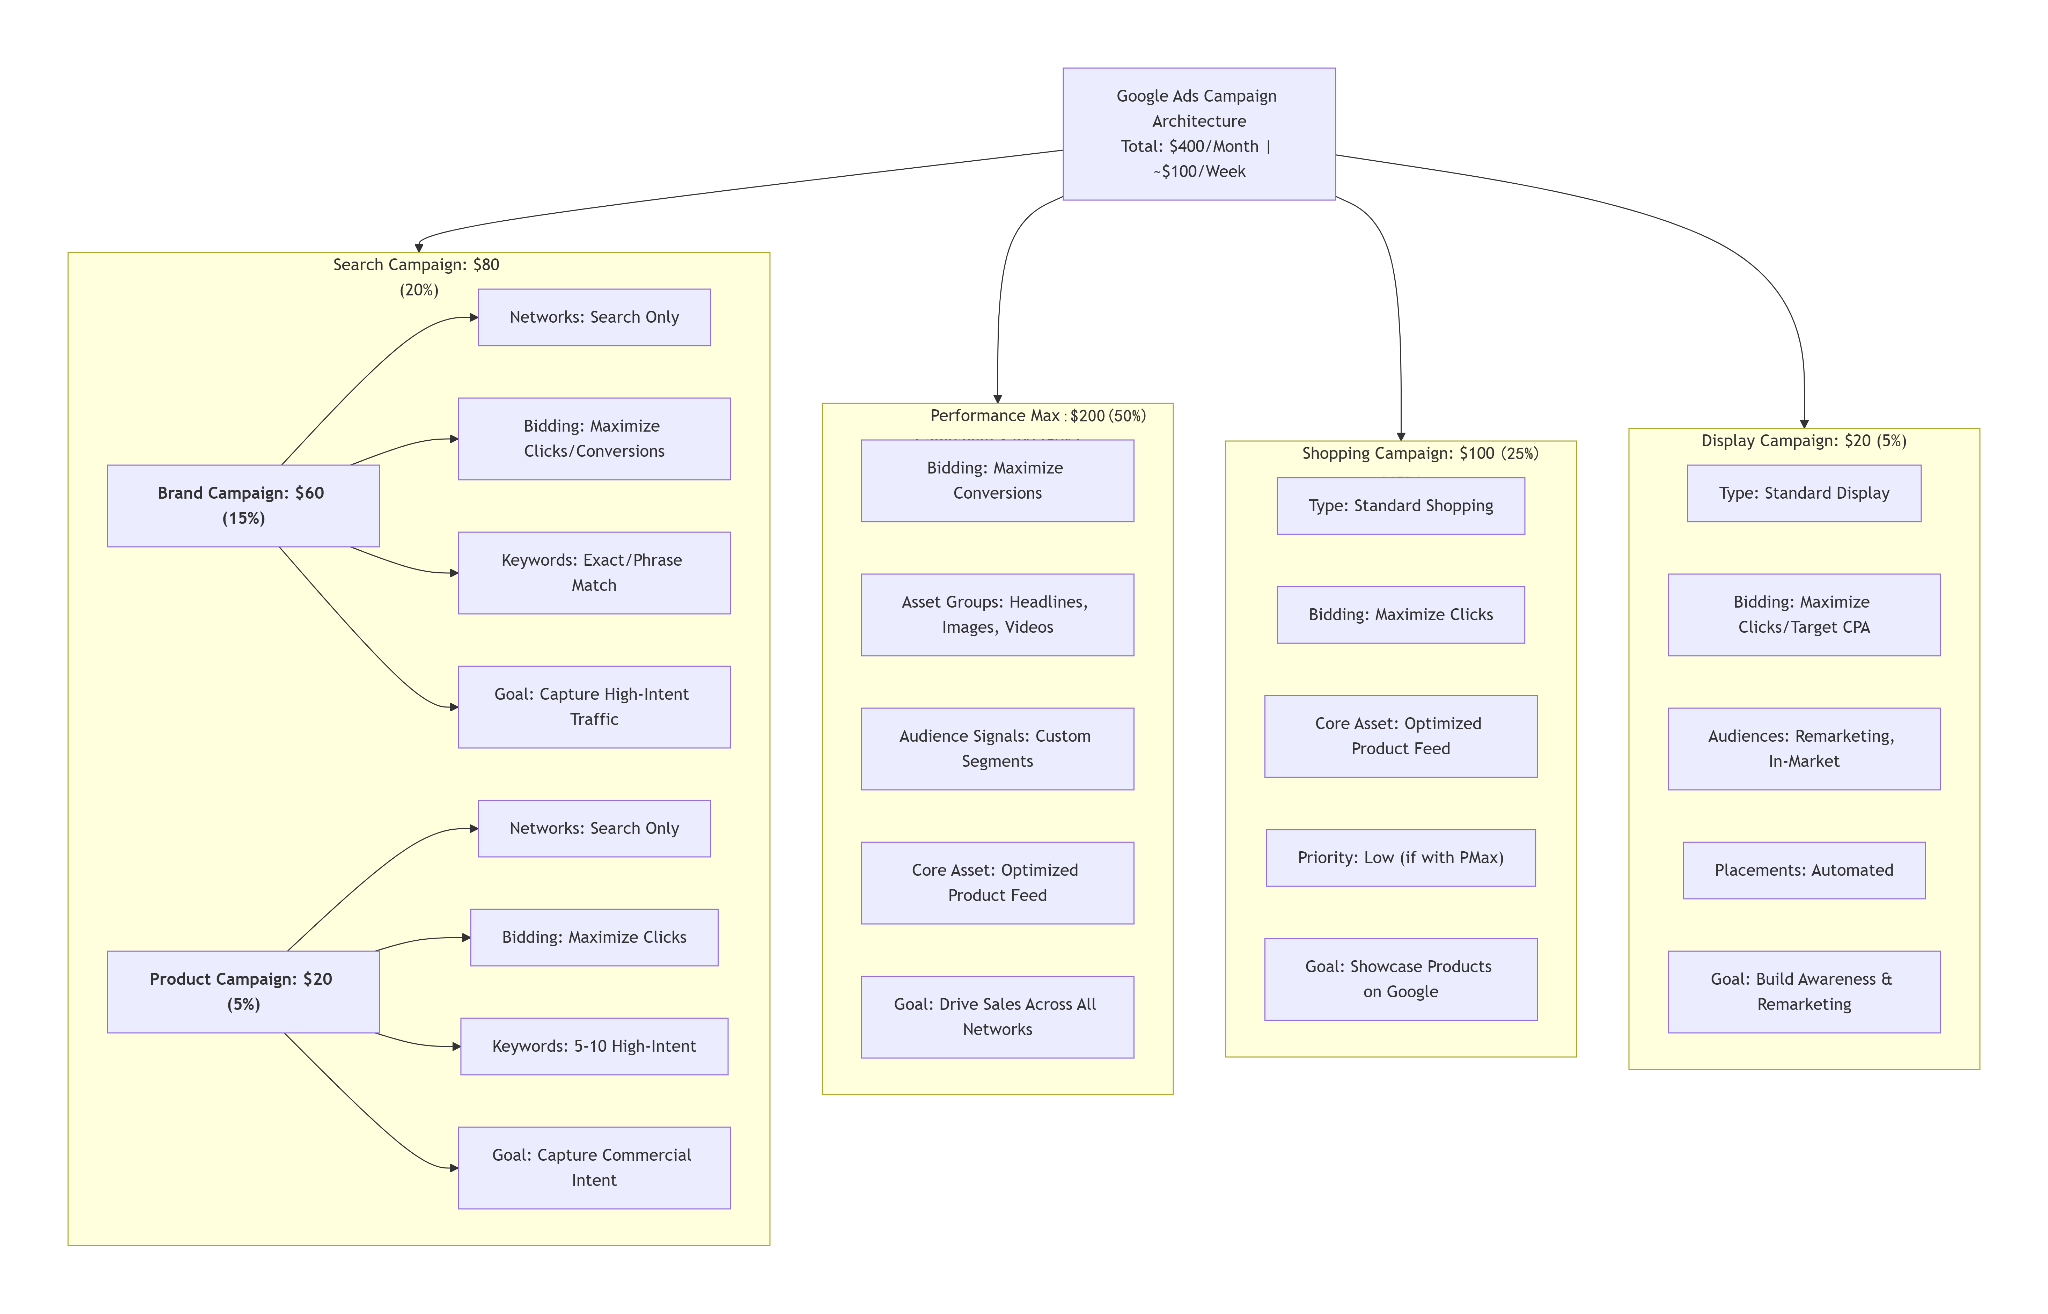 Google Ads Campaign
Architecture
Total: $400/Month |
~$100/Week
Search Campaign: $80
(20%)
Brand Campaign: $60
(15%)
Networks: Search Only
Bidding: Maximize
Clicks/Conversions
Keywords: Exact/Phrase
Match
Goal: Capture High-Intent
Traffic
Product Campaign: $20
(5%)
Networks: Search Only
Bidding: Maximize Clicks
Keywords: 5-10 High-Intent
Goal: Capture Commercial
Intent
Performance Max : $200 (50%)
Bidding: Maximize
Conversions
Asset Groups: Headlines,
Images, Videos
Audience Signals: Custom
Segments
Core Asset: Optimized
Product Feed
Goal: Drive Sales Across All
Networks
Shopping Campaign: $100 (25%)
Type: Standard Shopping
Bidding: Maximize Clicks
Core Asset: Optimized
Product Feed
Priority: Low (if with PMax)
Goal: Showcase Products
on Google
Display Campaign: $20 (5%)
Type: Standard Display
Bidding: Maximize
Clicks/Target CPA
Audiences: Remarketing,
In-Market
Placements: Automated
Goal: Build Awareness &
Remarketing